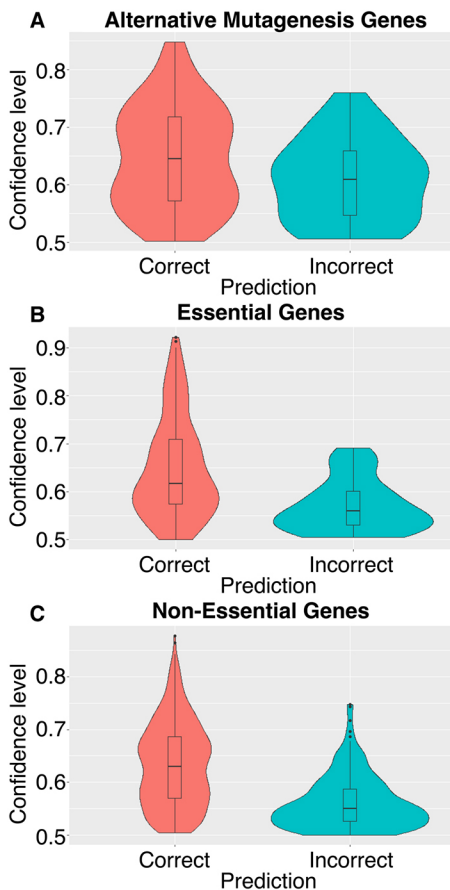 A Alternative Mutagenesis Genes
Confidence level
0.8
0.7
0.6
0.5
Correct Incorrect
Prediction
B Essential Genes
Confidence level
0.9
0.8
0.7
0.6
0.5
Correct Incorrect
Prediction
C Non-Essential Genes
Confidence level
0.8
0.7
0.6
0.5
Correct Incorrect
Prediction